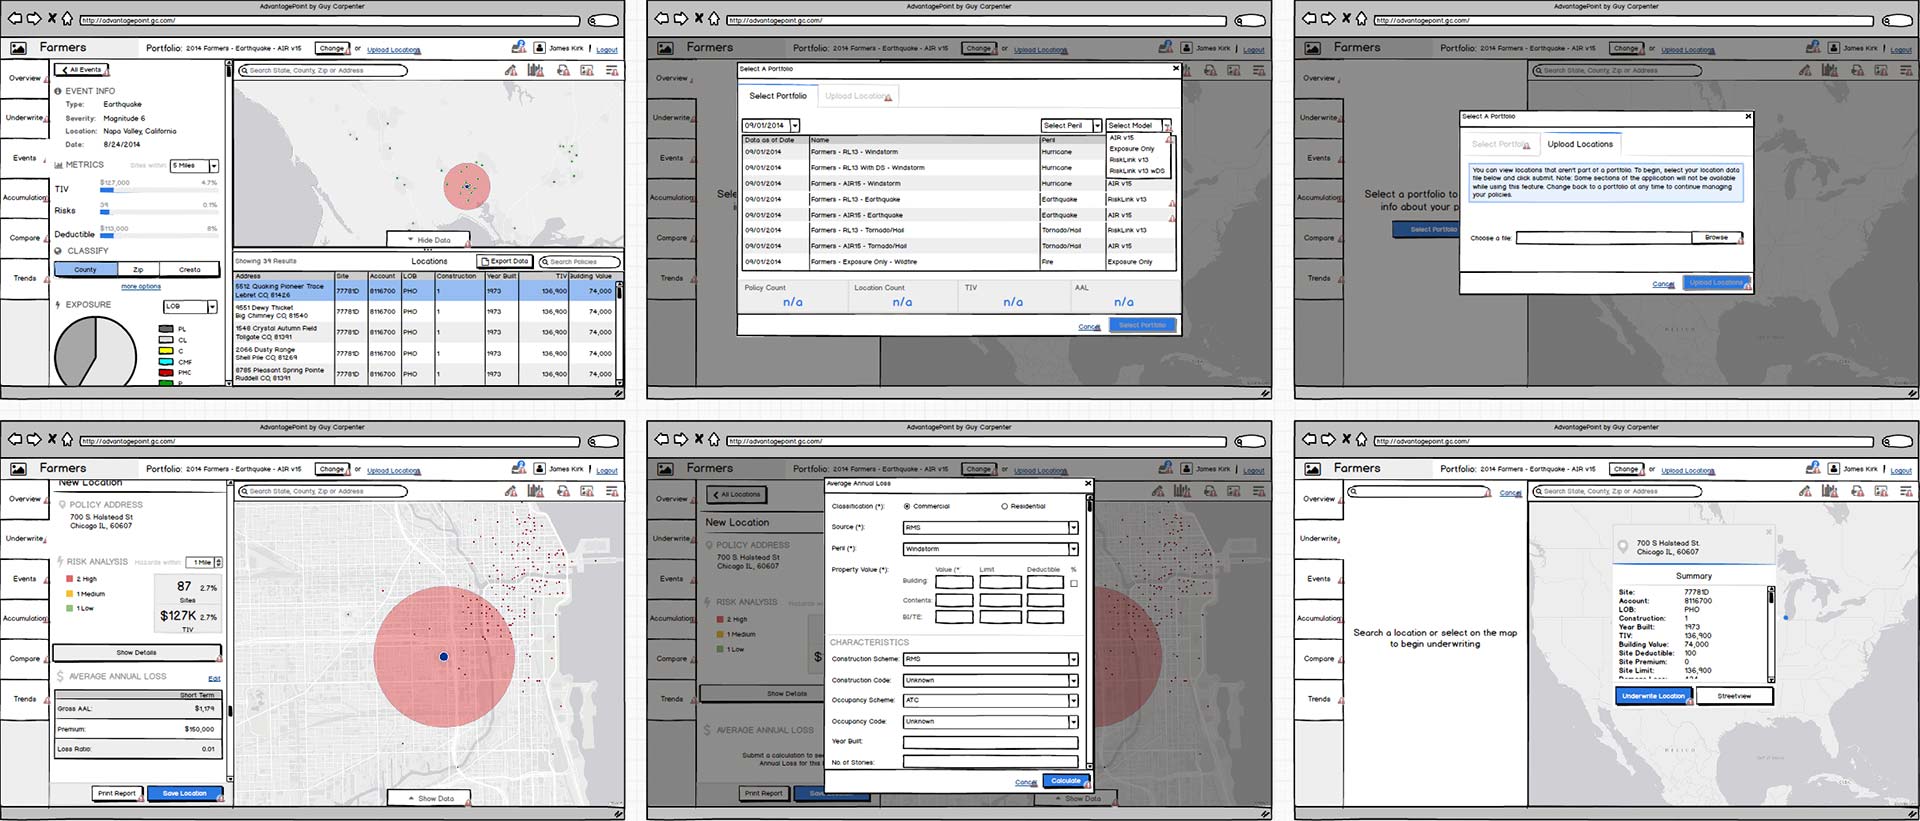 AdvantagePoint by Guy Carpenter
http://advantagepoint.gc.com/
Farmers
Portfolio: 2014 Farmers - Earthquake - AIR v15
Change or Upload Locations
2
James Kirk | Logout
Overview
Underwrite
Events
Accumulation
Compare
Trends
All Events
EVENT INFO
Type: Earthquake
Severity: Magnitude 6
Location: Napa Valley, California
Date: 8/24/2014
METRICS
Sites within: 5 Miles
TIV $127,000 4.7%
Risks 39 0.1%
Deductible $113,000 8%
CLASSIFY
County Zip Cresta
more options
EXPOSURE
LOB
PL
CL
C
CMF
PMC
Search State, County, Zip or Address
Hide Data
Showing 39 Results
Locations
Export Data
Search Policies
Address Site Account LOB Construction Year Built TIV Building Value
5512 Quaking Pioneer Trace
Lebret CO, 81426
77781D 8116700 PHO 1 1973 136,900 74,000
9551 Dewy Thicket
Big Chimney CO, 81540
77781D 8116700 PHO 1 1973 136,900 74,000
1548 Crystal Autumn Field
Tollgate CO, 81391
77781D 8116700 PHO 1 1973 136,900 74,000
2066 Dusty Range
Shell Pile CO, 81269
77781D 8116700 PHO 1 1973 136,900 74,000
8785 Pleasant Spring Pointe
Ruddell CO, 81391
77781D 8116700 PHO 1 1973 136,900 74,000
AdvantagePoint by Guy Carpenter
http://advantagepoint.gc.com/
Farmers
Portfolio: 2014 Farmers - Earthquake - AIR v15
Change or Upload Locations
2
James Kirk | Logout
Overview
Underwrite
Events
Accumulation
Compare
Trends
Select A Portfolio
Select Portfolio
Upload Locations
09/01/2014
Select Peril
Select Model
AIR v15
Exposure Only
RiskLink v13
RiskLink v13 wDS
Data as of Date Name Peril
09/01/2014 Farmers - RL13 - Windstorm Hurricane
09/01/2014 Farmers - RL13 With DS - Windstorm Hurricane
09/01/2014 Farmers - AIR15 - Windstorm Hurricane AIR v15
09/01/2014 Farmers - RL13 - Earthquake Earthquake RiskLink v13
09/01/2014 Farmers - AIR15 - Earthquake Earthquake AIR v15
09/01/2014 Farmers - RL13 - Tornado/Hail Tornado/Hail RiskLink v13
09/01/2014 Farmers - AIR15 - Tornado/Hail Tornado/Hail AIR v15
09/01/2014 Farmers - Exposure Only - Wildfire Fire Exposure Only
Policy Count n/a
Location Count n/a
TIV n/a
AAL n/a
Cancel
Select Portfolio
AdvantagePoint by Guy Carpenter
http://advantagepoint.gc.com/
Farmers
Portfolio: 2014 Farmers - Earthquake - AIR v15
Change or Upload Locations
James Kirk | Logout
Overview
Underwrite
Events
Accumulation
Compare
Trends
Search State, County, Zip or Address
Select a portfolio to
info about your p
Select Portfolio
Select A Portfolio
Select Portfolio
Upload Locations
You can view locations that aren't part of a portfolio. To begin, select your location data
file below and click submit. Note: Some sections of the application will not be available
while using this feature. Change back to a portfolio at any time to continue managing
your policies.
Choose a file:
Browse
Cancel
Upload Locations
MEXICO
AdvantagePoint by Guy Carpenter
http://advantagepoint.gc.com/
Farmers
Portfolio: 2014 Farmers - Earthquake - AIR v15
Change or Upload Locations
2
James Kirk | Logout
Overview
Underwrite
Events
Accumulation
Compare
Trends
New Location
POLICY ADDRESS
700 S Halstead St
Chicago IL, 60607
RISK ANALYSIS
Hazards within: 1 Mile
2 High
1 Medium
1 Low
87 2.7%
Sites
$127K 2.7%
TIV
Show Details
AVERAGE ANNUAL LOSS
Edit
Short Term
Gross AAL: $1,179
Premium: $150,000
Loss Ratio: 0.01
Print Report
Save Location
Search State, County, Zip or Address
Show Data
AdvantagePoint by Guy Carpenter
http://advantagepoint.gc.com/
Farmers
Portfolio: 2014 Farmers - Earthquake - AIR v15
Change or Upload Locations
2
James Kirk | Logout
Overview
Underwrite
Events
Accumulation
Compare
Trends
All Locations
New Location
POLICY ADDRESS
700 S Halstead St
Chicago IL, 60607
RISK ANALYSIS
2 High
1 Medium
1 Low
Show Details
AVERAGE ANNUAL LOSS
Submit a calculation to se
Annual Loss for this l
Print Report
Show Data
Average Annual Loss
Classification (*): Commercial Residential
Source (*): RMS
Peril (*): Windstorm
Property Value (*): Value (*) Limit Deductible %
Building:
Contents:
BI/TE:
CHARACTERISTICS
Construction Scheme: RMS
Construction Code: Unknown
Occupancy Scheme: ATC
Occupancy Code: Unknown
Year Built:
No. of Stories:
Cancel
Calculate
AdvantagePoint by Guy Carpenter
http://advantagepoint.gc.com/
Farmers
Portfolio: 2014 Farmers - Earthquake - AIR v15
Change or Upload Locations
2
James Kirk | Logout
Overview
Underwrite
Events
Accumulation
Compare
Trends
Cancel
Search State, County, Zip or Address
Search a location or select on the map
to begin underwriting
700 S Halstead St.
Chicago IL, 60607
Summary
Site: 77781D
Account: 8116700
LOB: PHO
Construction: 1
Year Built: 1973
TIV: 136,900
Building Value: 74,000
Site Deductible: 100
Site Premium: 0
Site Limit: 136,900
Underwrite Location
Streetview
MEXICO